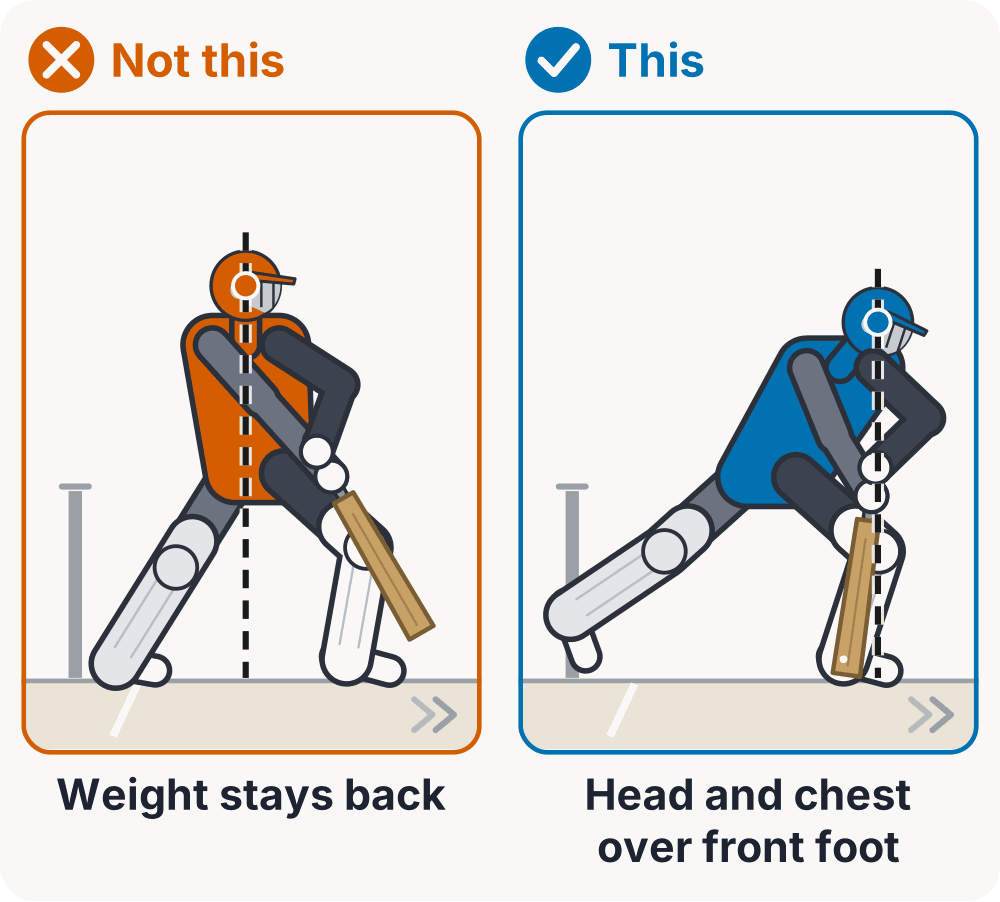 Not this
This
Weight stays back
Head and chest
over front foot